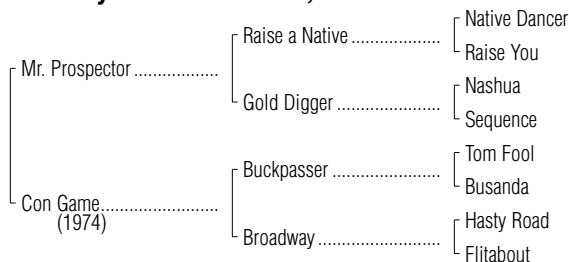 Native Dancer
Raise a Native
Raise You
Mr. Prospector
Nashua
Gold Digger
Sequence
Tom Fool
Buckpasser
Busanda
Con Game
(1974)
Hasty Road
Broadway
Flitabout